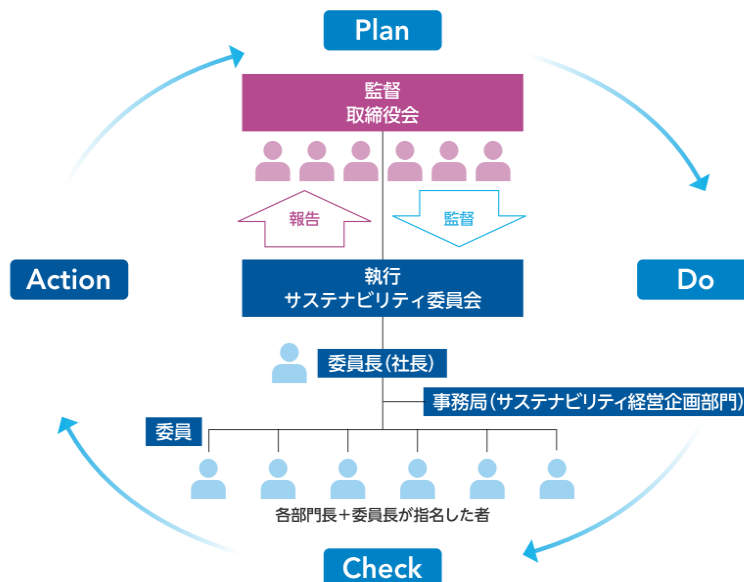 Plan
監督
取締役会
報告
監督
Action
執行
サステナビリティ委員会
Do
委員長(社長)
事務局(サステナビリティ経営企画部門)
委員
各部門長+委員長が指名した者
Check